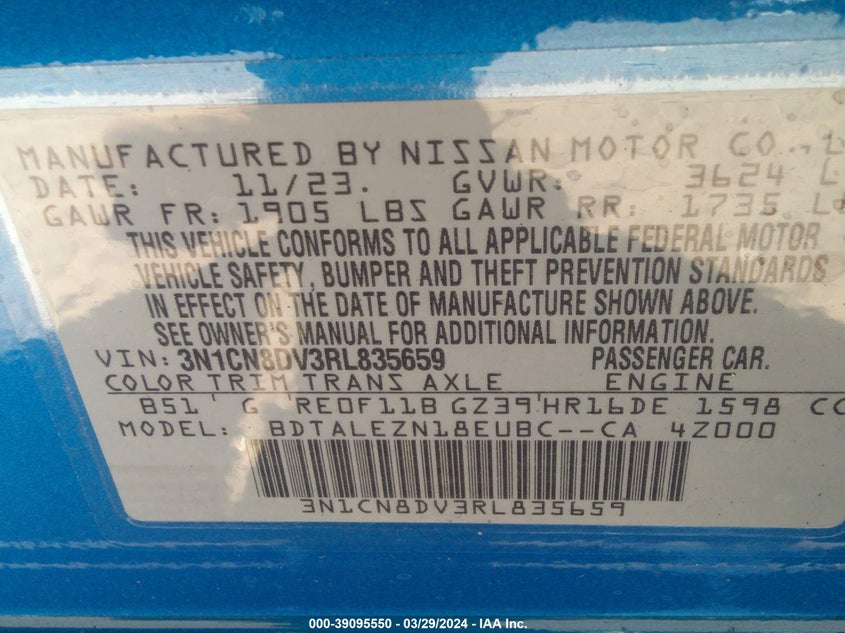 MANUFACTURED BY NISSAN MOTOR CO.,
DATE: 11/23. GVWR: 3624 L
GAWR FR: 1905 LBS GAWR RR: 1735 L
THIS VEHICLE CONFORMS TO ALL APPLICABLE FEDERAL MOTOR
VEHICLE SAFETY, BUMPER AND THEFT PREVENTION STANDARDS
IN EFFECT ON THE DATE OF MANUFACTURE SHOWN ABOVE.
SEE OWNER'S MANUAL FOR ADDITIONAL INFORMATION.
VIN: 3N1CN8DV3RL835659 PASSENGER CAR.
COLOR TRIM TRANS AXLE ENGINE
B51 ' G 'RE0F11B GZ39'HR16DE 1598 CC
MODEL: BDTALEZN18EUBC--CA 4Z000
3N1CN8DV3RL835659
000-39095550 - 03/29/2024 - IAA Inc.